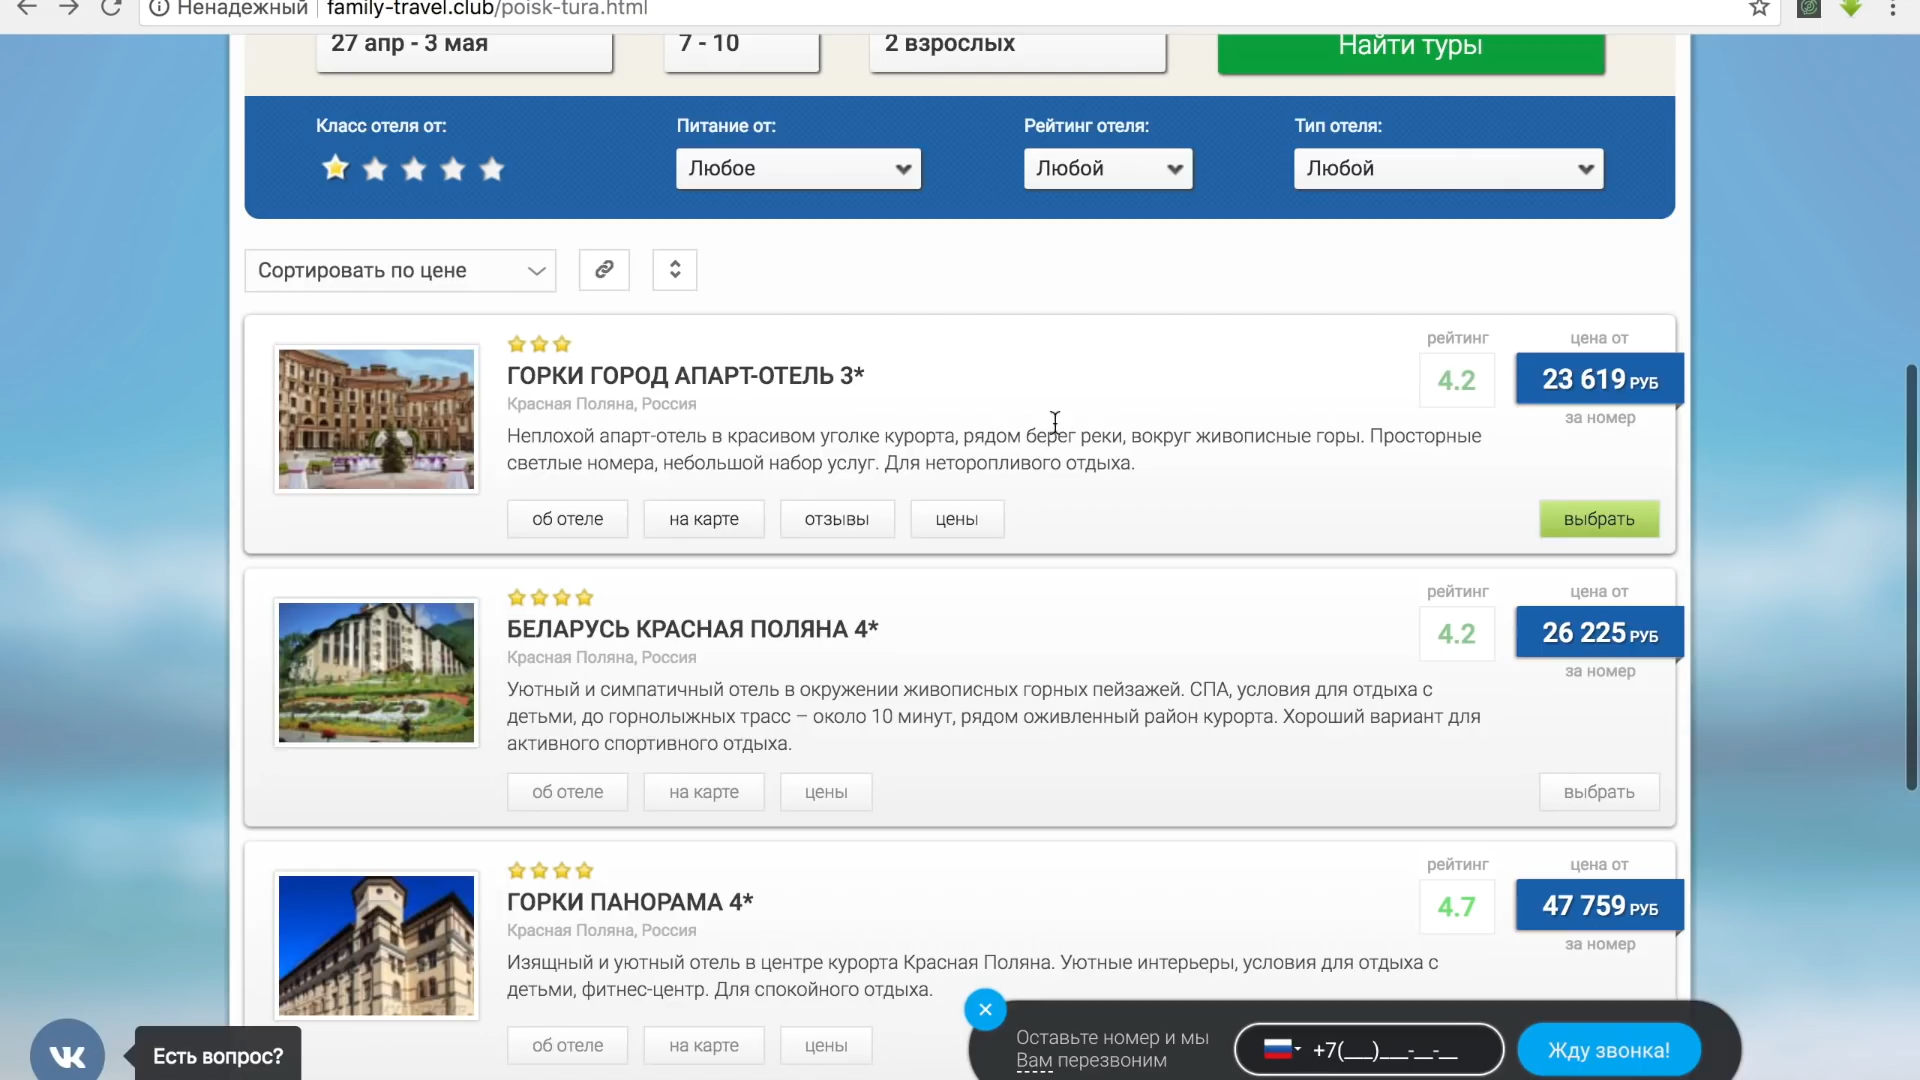 Ненадежный family-travel.club/poisk-tura.html
27 апр - 3 мая 7 - 10 2 взрослых Найти туры
Класс отеля от: Питание от: Рейтинг отеля: Тип отеля:
Любое Любой Любой
Сортировать по цене
рейтинг цена от
ГОРКИ ГОРОД АПАРТ-ОТЕЛЬ 3* 4.2 23 619 РУБ
Красная Поляна, Россия
за номер
Неплохой апарт-отель в красивом уголке курорта, рядом берег реки, вокруг живописные горы. Просторные
светлые номера, небольшой набор услуг. Для неторопливого отдыха.
об отеле на карте отзывы цены выбрать
рейтинг цена от
БЕЛАРУСЬ КРАСНАЯ ПОЛЯНА 4* 4.2 26 225 РУБ
Красная Поляна, Россия
за номер
Уютный и симпатичный отель в окружении живописных горных пейзажей. СПА, условия для отдыха с
детьми, до горнолыжных трасс – около 10 минут, рядом оживленный район курорта. Хороший вариант для
активного спортивного отдыха.
об отеле на карте цены выбрать
рейтинг цена от
ГОРКИ ПАНОРАМА 4* 4.7 47 759 РУБ
Красная Поляна, Россия
за номер
Изящный и уютный отель в центре курорта Красная Поляна. Уютные интерьеры, условия для отдыха с
детьми, фитнес-центр. Для спокойного отдыха.
об отеле на карте цены
Есть вопрос?
Оставьте номер и мы
Вам перезвоним
+7(___)___-__-__
Жду звонка!